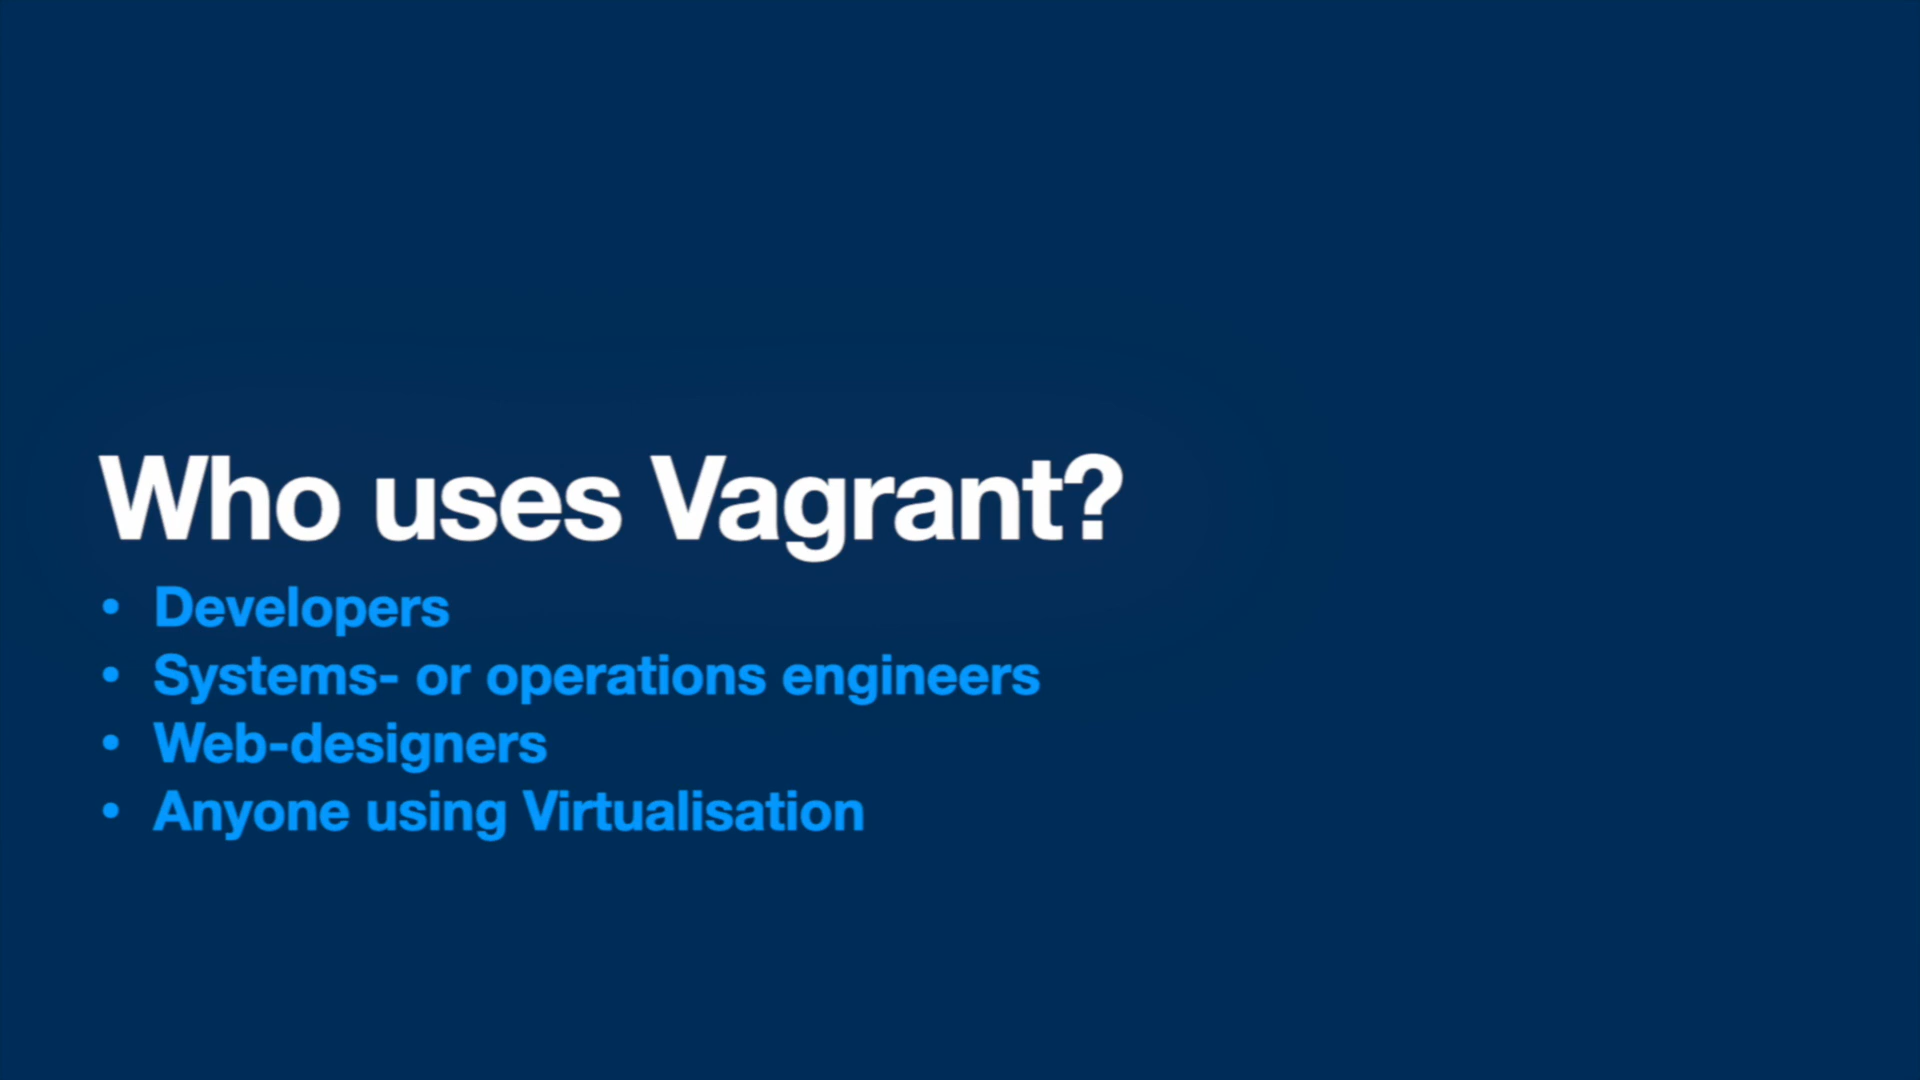 Who uses Vagrant?
• Developers
• Systems- or operations engineers
• Web-designers
• Anyone using Virtualisation